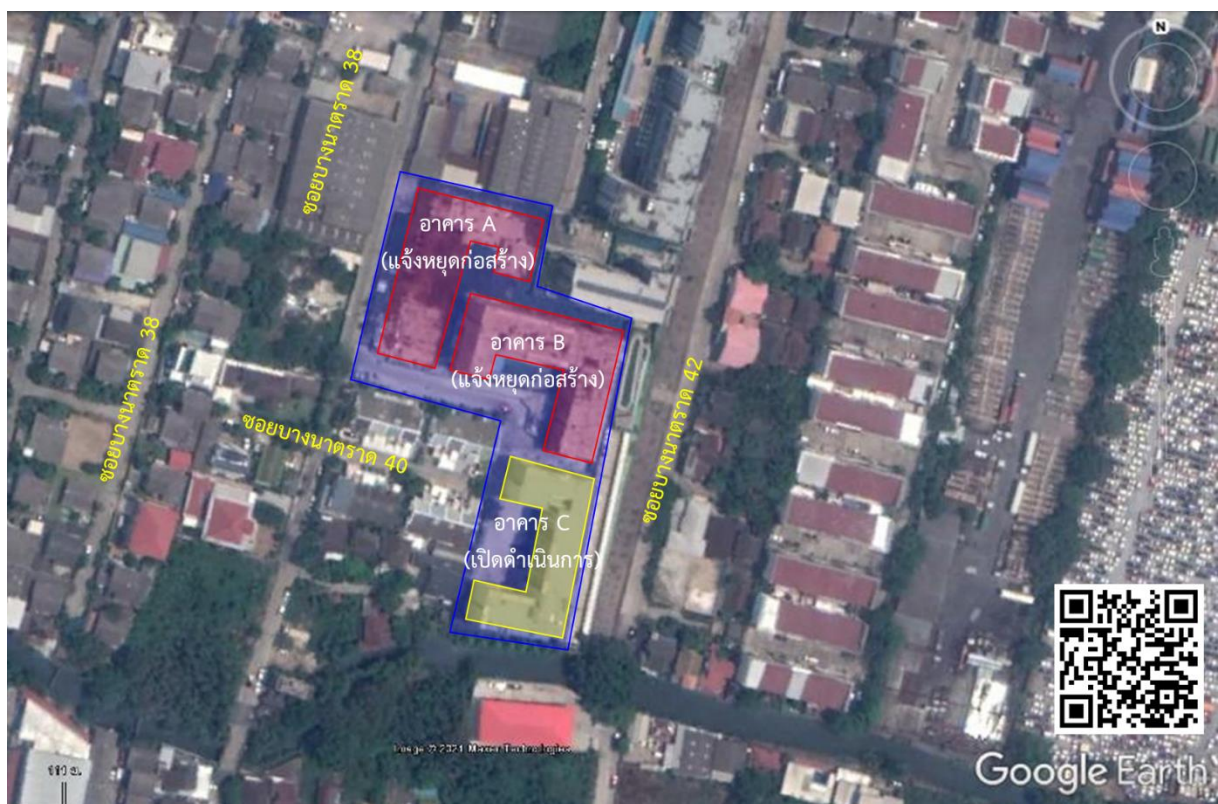 N
ซอยบางนาตราด 38
อาคาร A
(แจ้งหยุดก่อสร้าง)
อาคาร B
(แจ้งหยุดก่อสร้าง)
ซอยบางนาตราด 38
ซอยบางนาตราด 40
ซอยบางนาตราด 42
อาคาร C
(เปิดดำเนินการ)
Image © 2021 Maxar Technologies
Google Earth